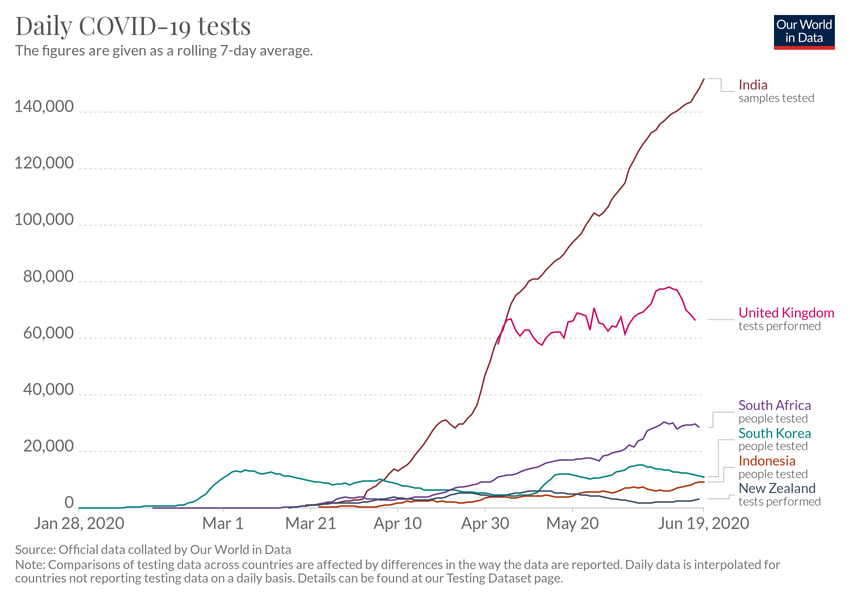 Daily COVID-19 tests
The figures are given as a rolling 7-day average.
Our World
in Data
140,000
120,000
100,000
80,000
60,000
40,000
20,000
0
Jan 28, 2020
Mar 1
Mar 21
Apr 10
Apr 30
May 20
Jun 19, 2020
India
samples tested
United Kingdom
tests performed
South Africa
people tested
South Korea
people tested
Indonesia
people tested
New Zealand
tests performed
Source: Official data collated by Our World in Data
Note: Comparisons of testing data across countries are affected by differences in the way the data are reported. Daily data is interpolated for
countries not reporting testing data on a daily basis. Details can be found at our Testing Dataset page.